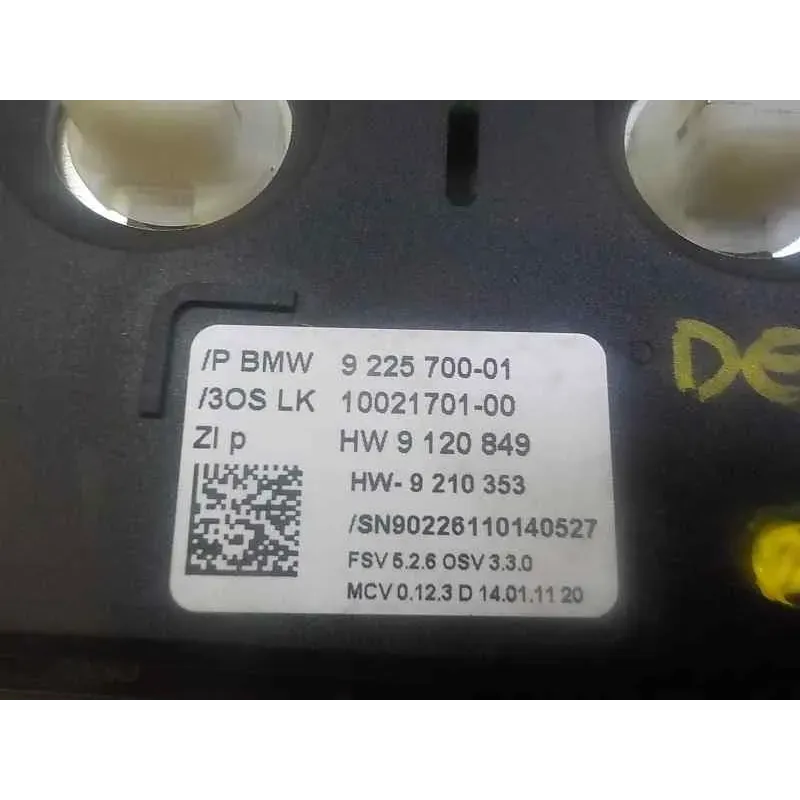 /P BMW 9 225 700-01
/3OS LK 10021701-00
ZI p HW 9 120 849
HW- 9 210 353
/SN90226110140527
FSV 5.2.6 OSV 3.3.0
MCV 0.12.3 D 14.01.11 20